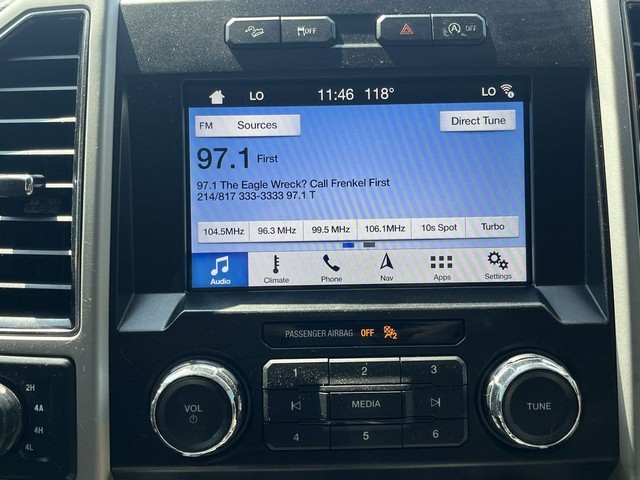 OFF
OFF
LO 11:46 118° LO
FM Sources
Direct Tune
97.1 First
97.1 The Eagle Wreck? Call Frenkel First
214/817 333-3333 97.1 T
104.5MHz 96.3 MHz 99.5 MHz 106.1MHz 10s Spot Turbo
Audio Climate Phone Nav Apps Settings
PASSENGER AIRBAG OFF 2
1 2 3
VOL MEDIA TUNE
4 5 6
2H
4A
4H
4L